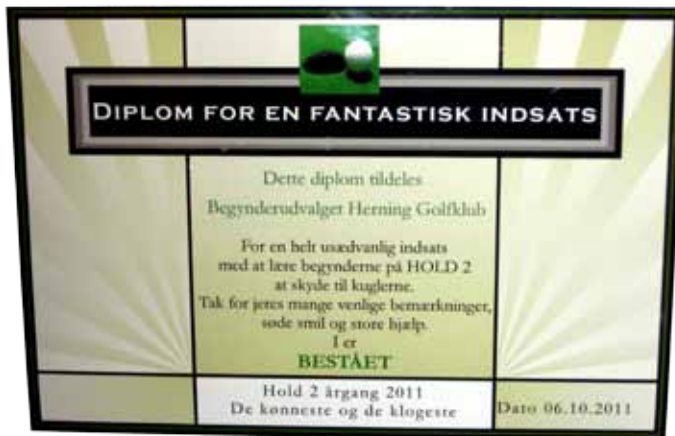 DIPLOM FOR EN FANTASTISK INDSATS
Dette diplom tildeles
Begynderudvalget Herning Golfklub
For en helt usædvanlig indsats
med at lære begynderne på HOLD 2
at skyde til kuglerne.
Tak for jeres mange venlige bemærkninger,
søde smil og store hjælp.
I er
BESTÅET
Hold 2 årgang 2011
De kønneste og de klogeste
Dato 06.10.2011